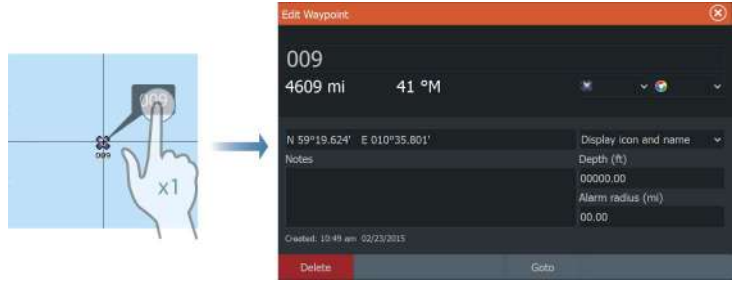 009
009
x1
Edit Waypoint
009
4609 mi 41 °M
N 59°19.624' E 010°35.801' Display icon and name
Notes Depth (ft)
00000.00
Alarm radius (mi)
00.00
Created: 10:49 am 02/23/2015
Delete Goto